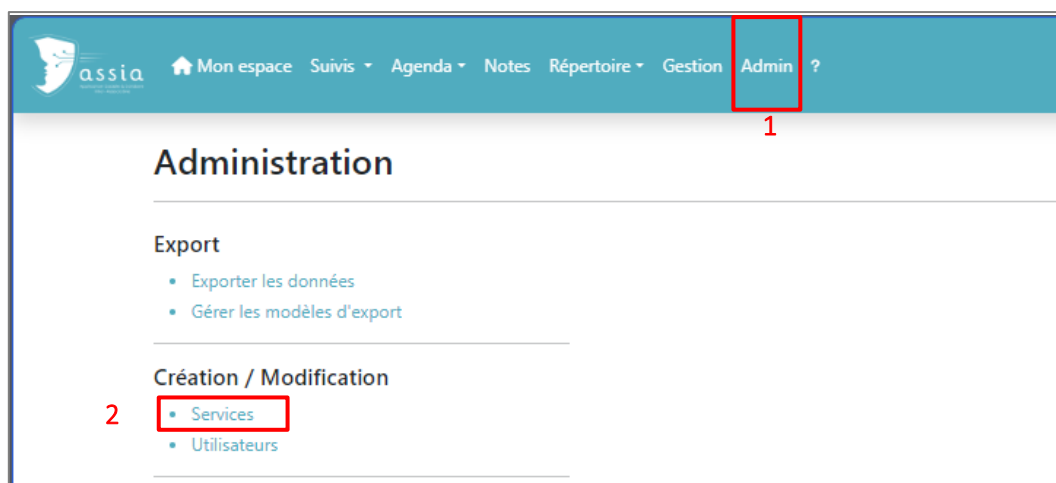 assia
Mon espace Suivis Agenda Notes Répertoire Gestion Admin ?
1
Administration
Export
• Exporter les données
• Gérer les modèles d'export
Création / Modification
2 • Services
• Utilisateurs